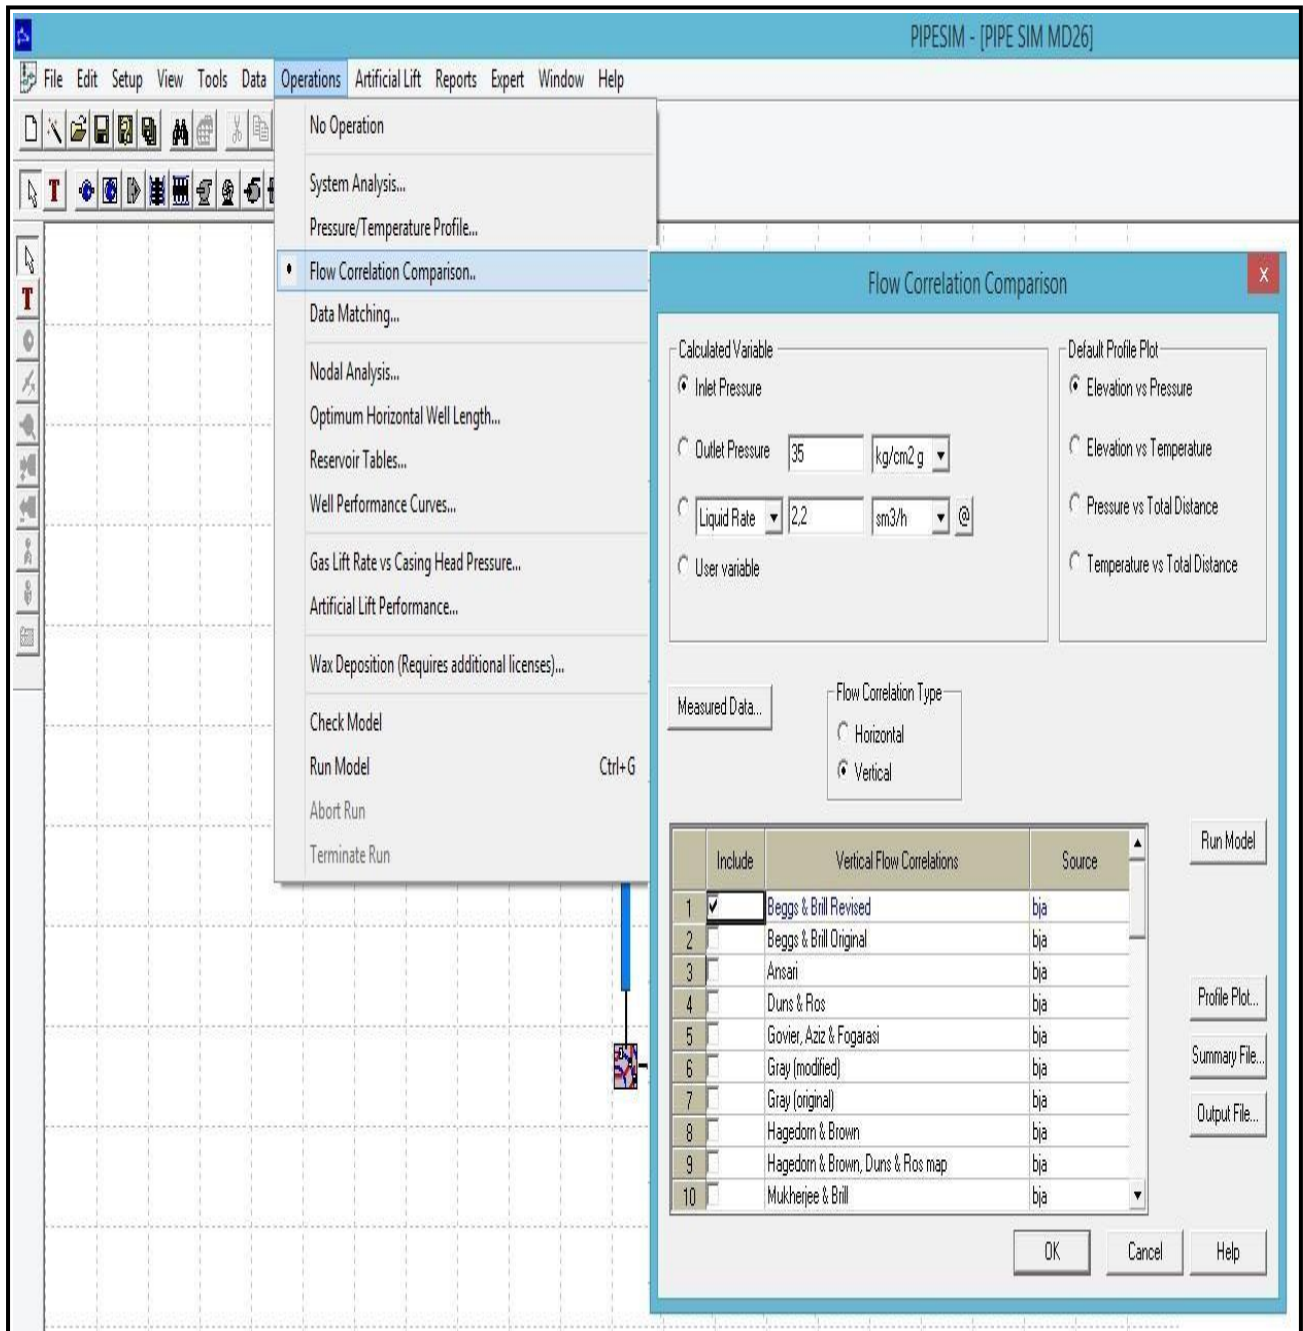 PIPESIM - [PIPE SIM MD26]
File Edit Setup View Tools Data Operations Artificial Lift Reports Expert Window Help
No Operation
T
System Analysis...
Pressure/Temperature Profile...
Flow Correlation Comparison..
T
Data Matching...
Nodal Analysis...
Optimum Horizontal Well Length...
Reservoir Tables...
Well Performance Curves...
Gas Lift Rate vs Casing Head Pressure...
Artificial Lift Performance...
Wax Deposition (Requires additional licenses)...
Check Model
Run Model Ctrl+G
Abort Run
Terminate Run
Flow Correlation Comparison X
Calculated Variable
Inlet Pressure
Outlet Pressure 35 kg/cm2 g
Liquid Rate 2,2 sm3/h @
User variable
Default Profile Plot
Elevation vs Pressure
Elevation vs Temperature
Pressure vs Total Distance
Temperature vs Total Distance
Measured Data...
Flow Correlation Type
Horizontal
Vertical
Include Vertical Flow Correlations Source
1 Beggs & Brill Revised bja
2 Beggs & Brill Original bja
3 Ansari bja
4 Duns & Ros bja
5 Govier, Aziz & Fogarasi bja
6 Gray (modified) bja
7 Gray (original) bja
8 Hagedorn & Brown bja
9 Hagedorn & Brown, Duns & Ros map bja
10 Mukherjee & Brill bja
Run Model
Profile Plot...
Summary File...
Output File...
OK Cancel Help